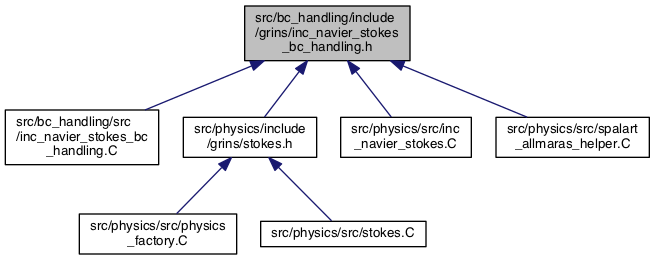 src/bc_handling/include
/grins/inc_navier_stokes
_bc_handling.h
src/bc_handling/src
/inc_navier_stokes_bc
_handling.C
src/physics/include
/grins/stokes.h
src/physics/src/inc
_navier_stokes.C
src/physics/src/spalart
_allmaras_helper.C
src/physics/src/physics
_factory.C
src/physics/src/stokes.C